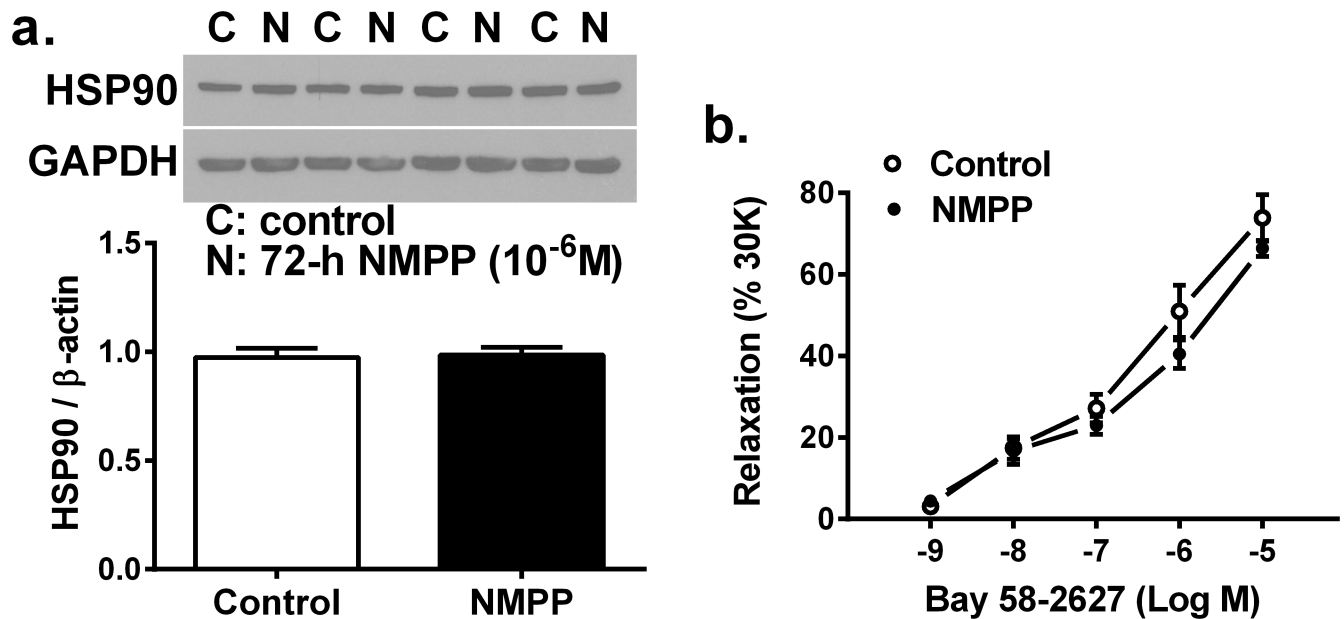 a.
C N C N C N C N
HSP90
GAPDH
C: control
N: 72-h NMPP (10⁻⁶M)
HSP90 / β-actin
1.5
1.0
0.5
0.0
Control NMPP
b.
Control
NMPP
Relaxation (% 30K)
80
60
40
20
0
-9 -8 -7 -6 -5
Bay 58-2627 (Log M)